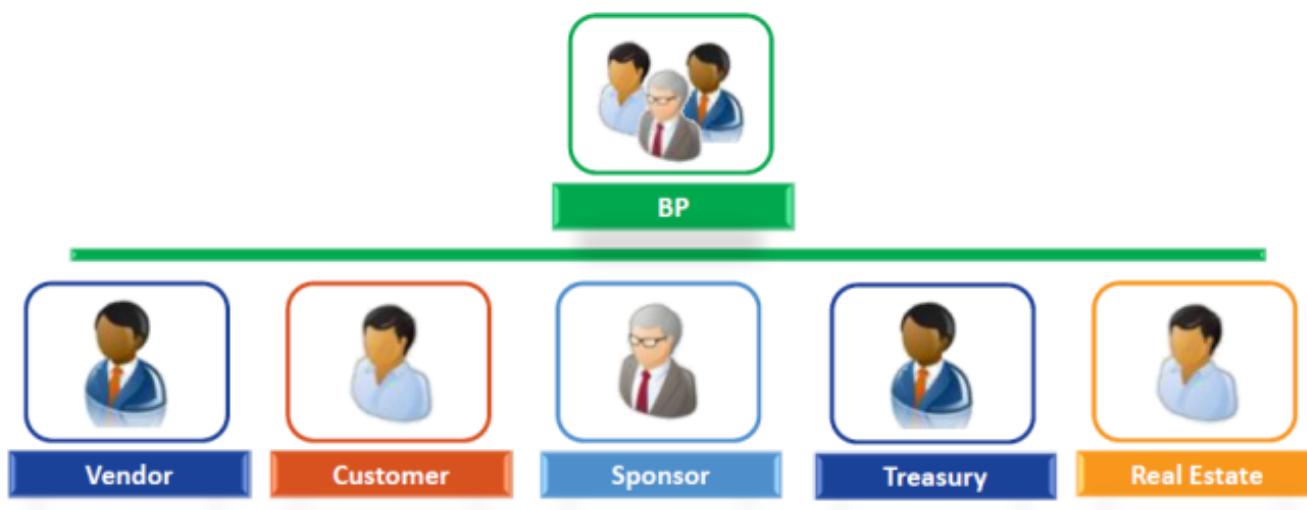 BP
Vendor
Customer
Sponsor
Treasury
Real Estate